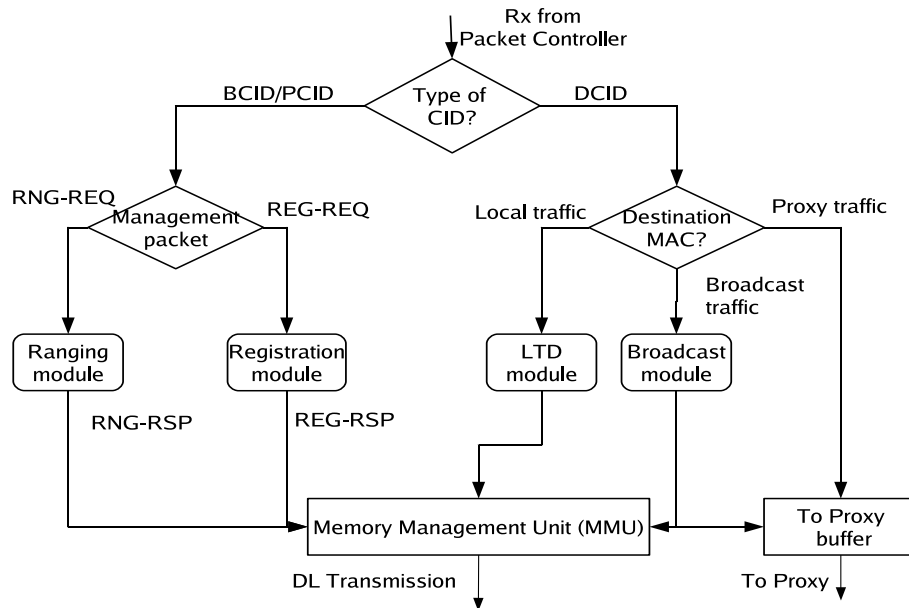 Rx from
Packet Controller
BCID/PCID
Type of
CID?
DCID
RNG-REQ
Management
packet
REG-REQ
Local traffic
Destination
MAC?
Proxy traffic
Broadcast
traffic
Ranging
module
Registration
module
LTD
module
Broadcast
module
RNG-RSP
REG-RSP
Memory Management Unit (MMU)
To Proxy
buffer
DL Transmission
To Proxy